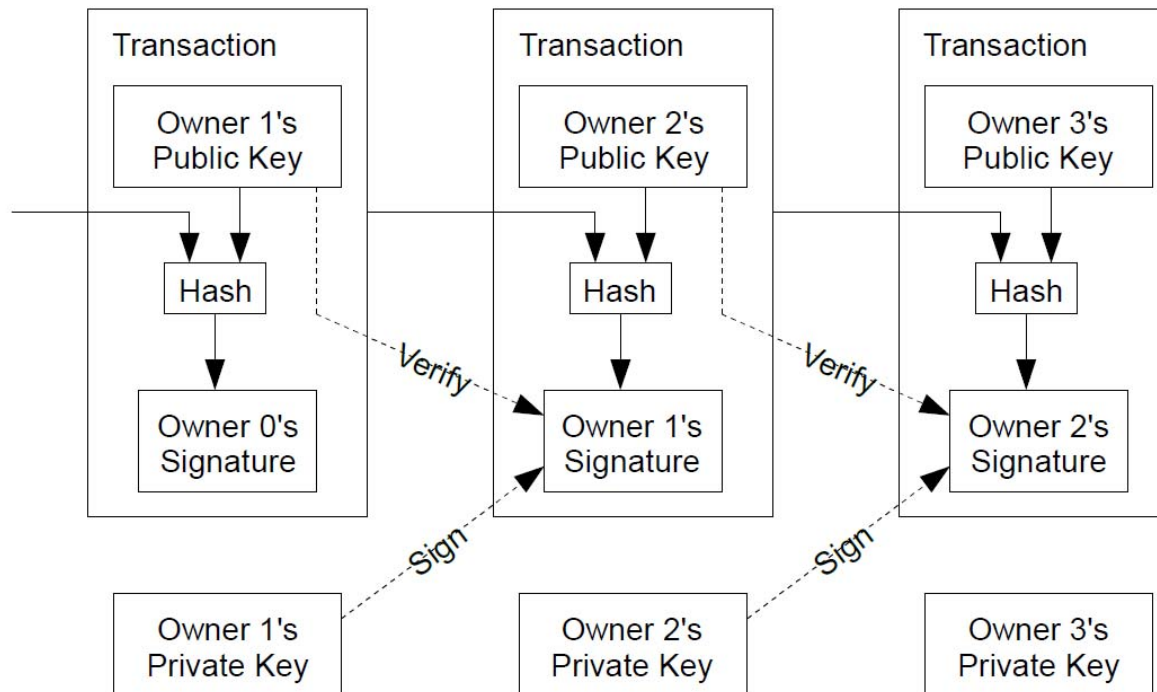 Transaction
Transaction
Transaction
Owner 1's
Public Key
Owner 2's
Public Key
Owner 3's
Public Key
Hash
Hash
Hash
Verify
Verify
Owner 0's
Signature
Owner 1's
Signature
Owner 2's
Signature
Sign
Sign
Owner 1's
Private Key
Owner 2's
Private Key
Owner 3's
Private Key